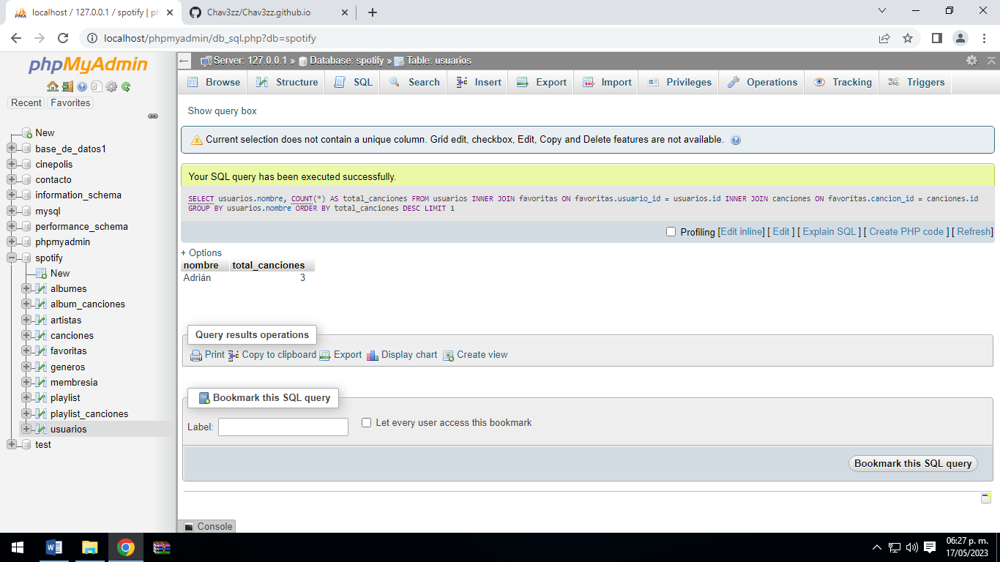 localhost / 127.0.0.1 / spotify | ph
Chav3zz/Chav3zz.github.io
localhost/phpmyadmin/db_sql.php?db=spotify
phpMyAdmin
Recent Favorites
New
base_de_datos1
cinepolis
contacto
information_schema
mysql
performance_schema
phpmyadmin
spotify
New
albumes
album_canciones
artistas
canciones
favoritas
generos
membresia
playlist
playlist_canciones
usuarios
test
Server: 127.0.0.1 » Database: spotify » Table: usuarios
Browse Structure SQL Search Insert Export Import Privileges Operations Tracking Triggers
Show query box
Current selection does not contain a unique column. Grid edit, checkbox, Edit, Copy and Delete features are not available.
Your SQL query has been executed successfully.
SELECT usuarios.nombre, COUNT(*) AS total_canciones FROM usuarios INNER JOIN favoritas ON favoritas.usuario_id = usuarios.id INNER JOIN canciones ON favoritas.cancion_id = canciones.id
GROUP BY usuarios.nombre ORDER BY total_canciones DESC LIMIT 1
Profiling [Edit inline] [ Edit ] [ Explain SQL ] [ Create PHP code ] [ Refresh]
+ Options
nombre total_canciones
Adrián 3
Query results operations
Print Copy to clipboard Export Display chart Create view
Bookmark this SQL query
Label: Let every user access this bookmark
Bookmark this SQL query
Console
06:27 p. m.
17/05/2023